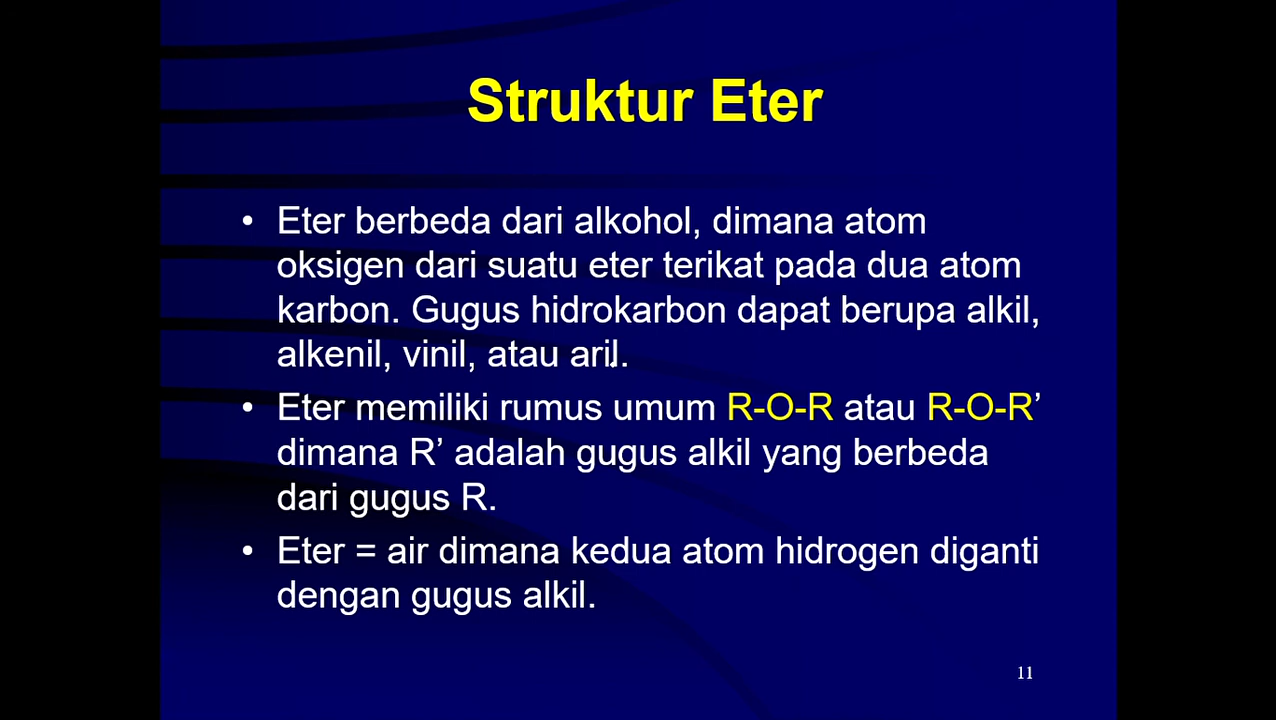 Struktur Eter
• Eter berbeda dari alkohol, dimana atom
oksigen dari suatu eter terikat pada dua atom
karbon. Gugus hidrokarbon dapat berupa alkil,
alkenil, vinil, atau aril.
• Eter memiliki rumus umum R-O-R atau R-O-R’
dimana R’ adalah gugus alkil yang berbeda
dari gugus R.
• Eter = air dimana kedua atom hidrogen diganti
dengan gugus alkil.
11